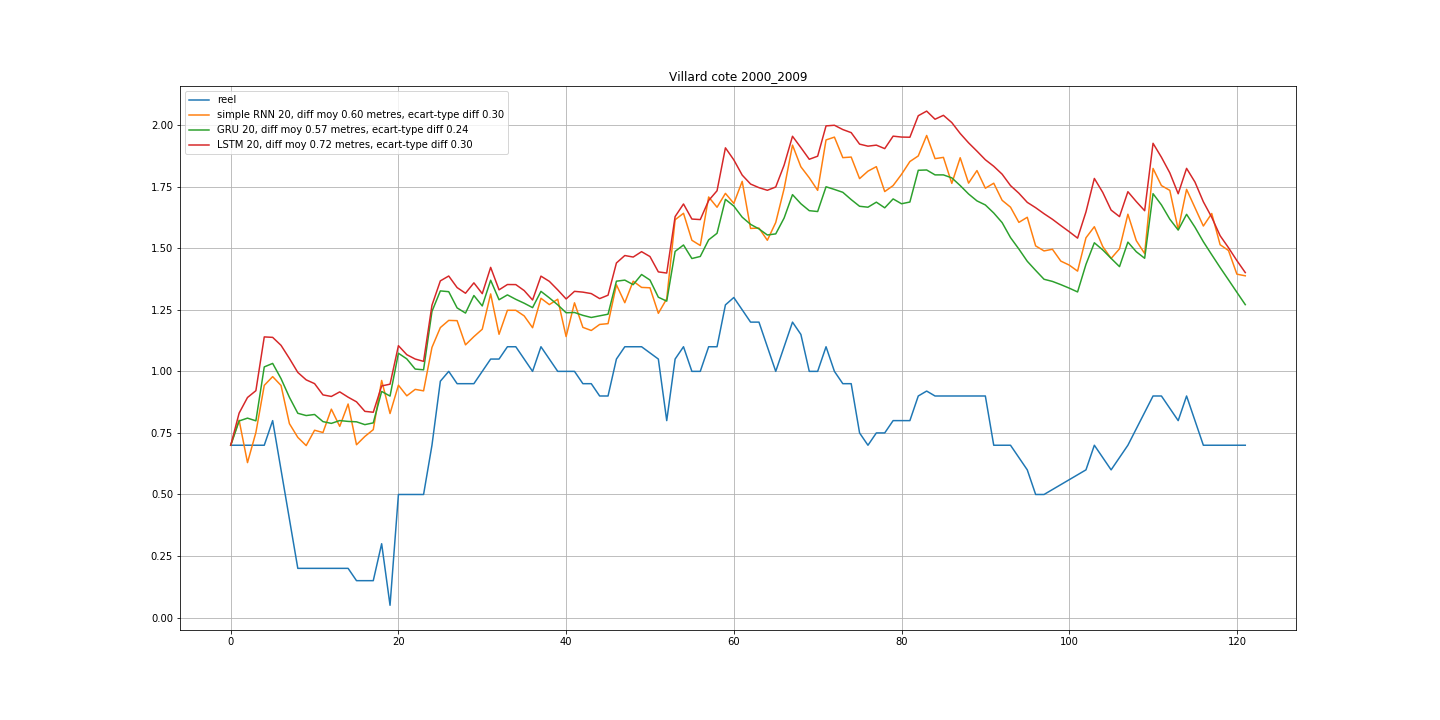 Villard cote 2000_2009
reel
simple RNN 20, diff moy 0.60 metres, ecart-type diff 0.30
GRU 20, diff moy 0.57 metres, ecart-type diff 0.24
LSTM 20, diff moy 0.72 metres, ecart-type diff 0.30
2.00
1.75
1.50
1.25
1.00
0.75
0.50
0.25
0.00
0 20 40 60 80 100 120